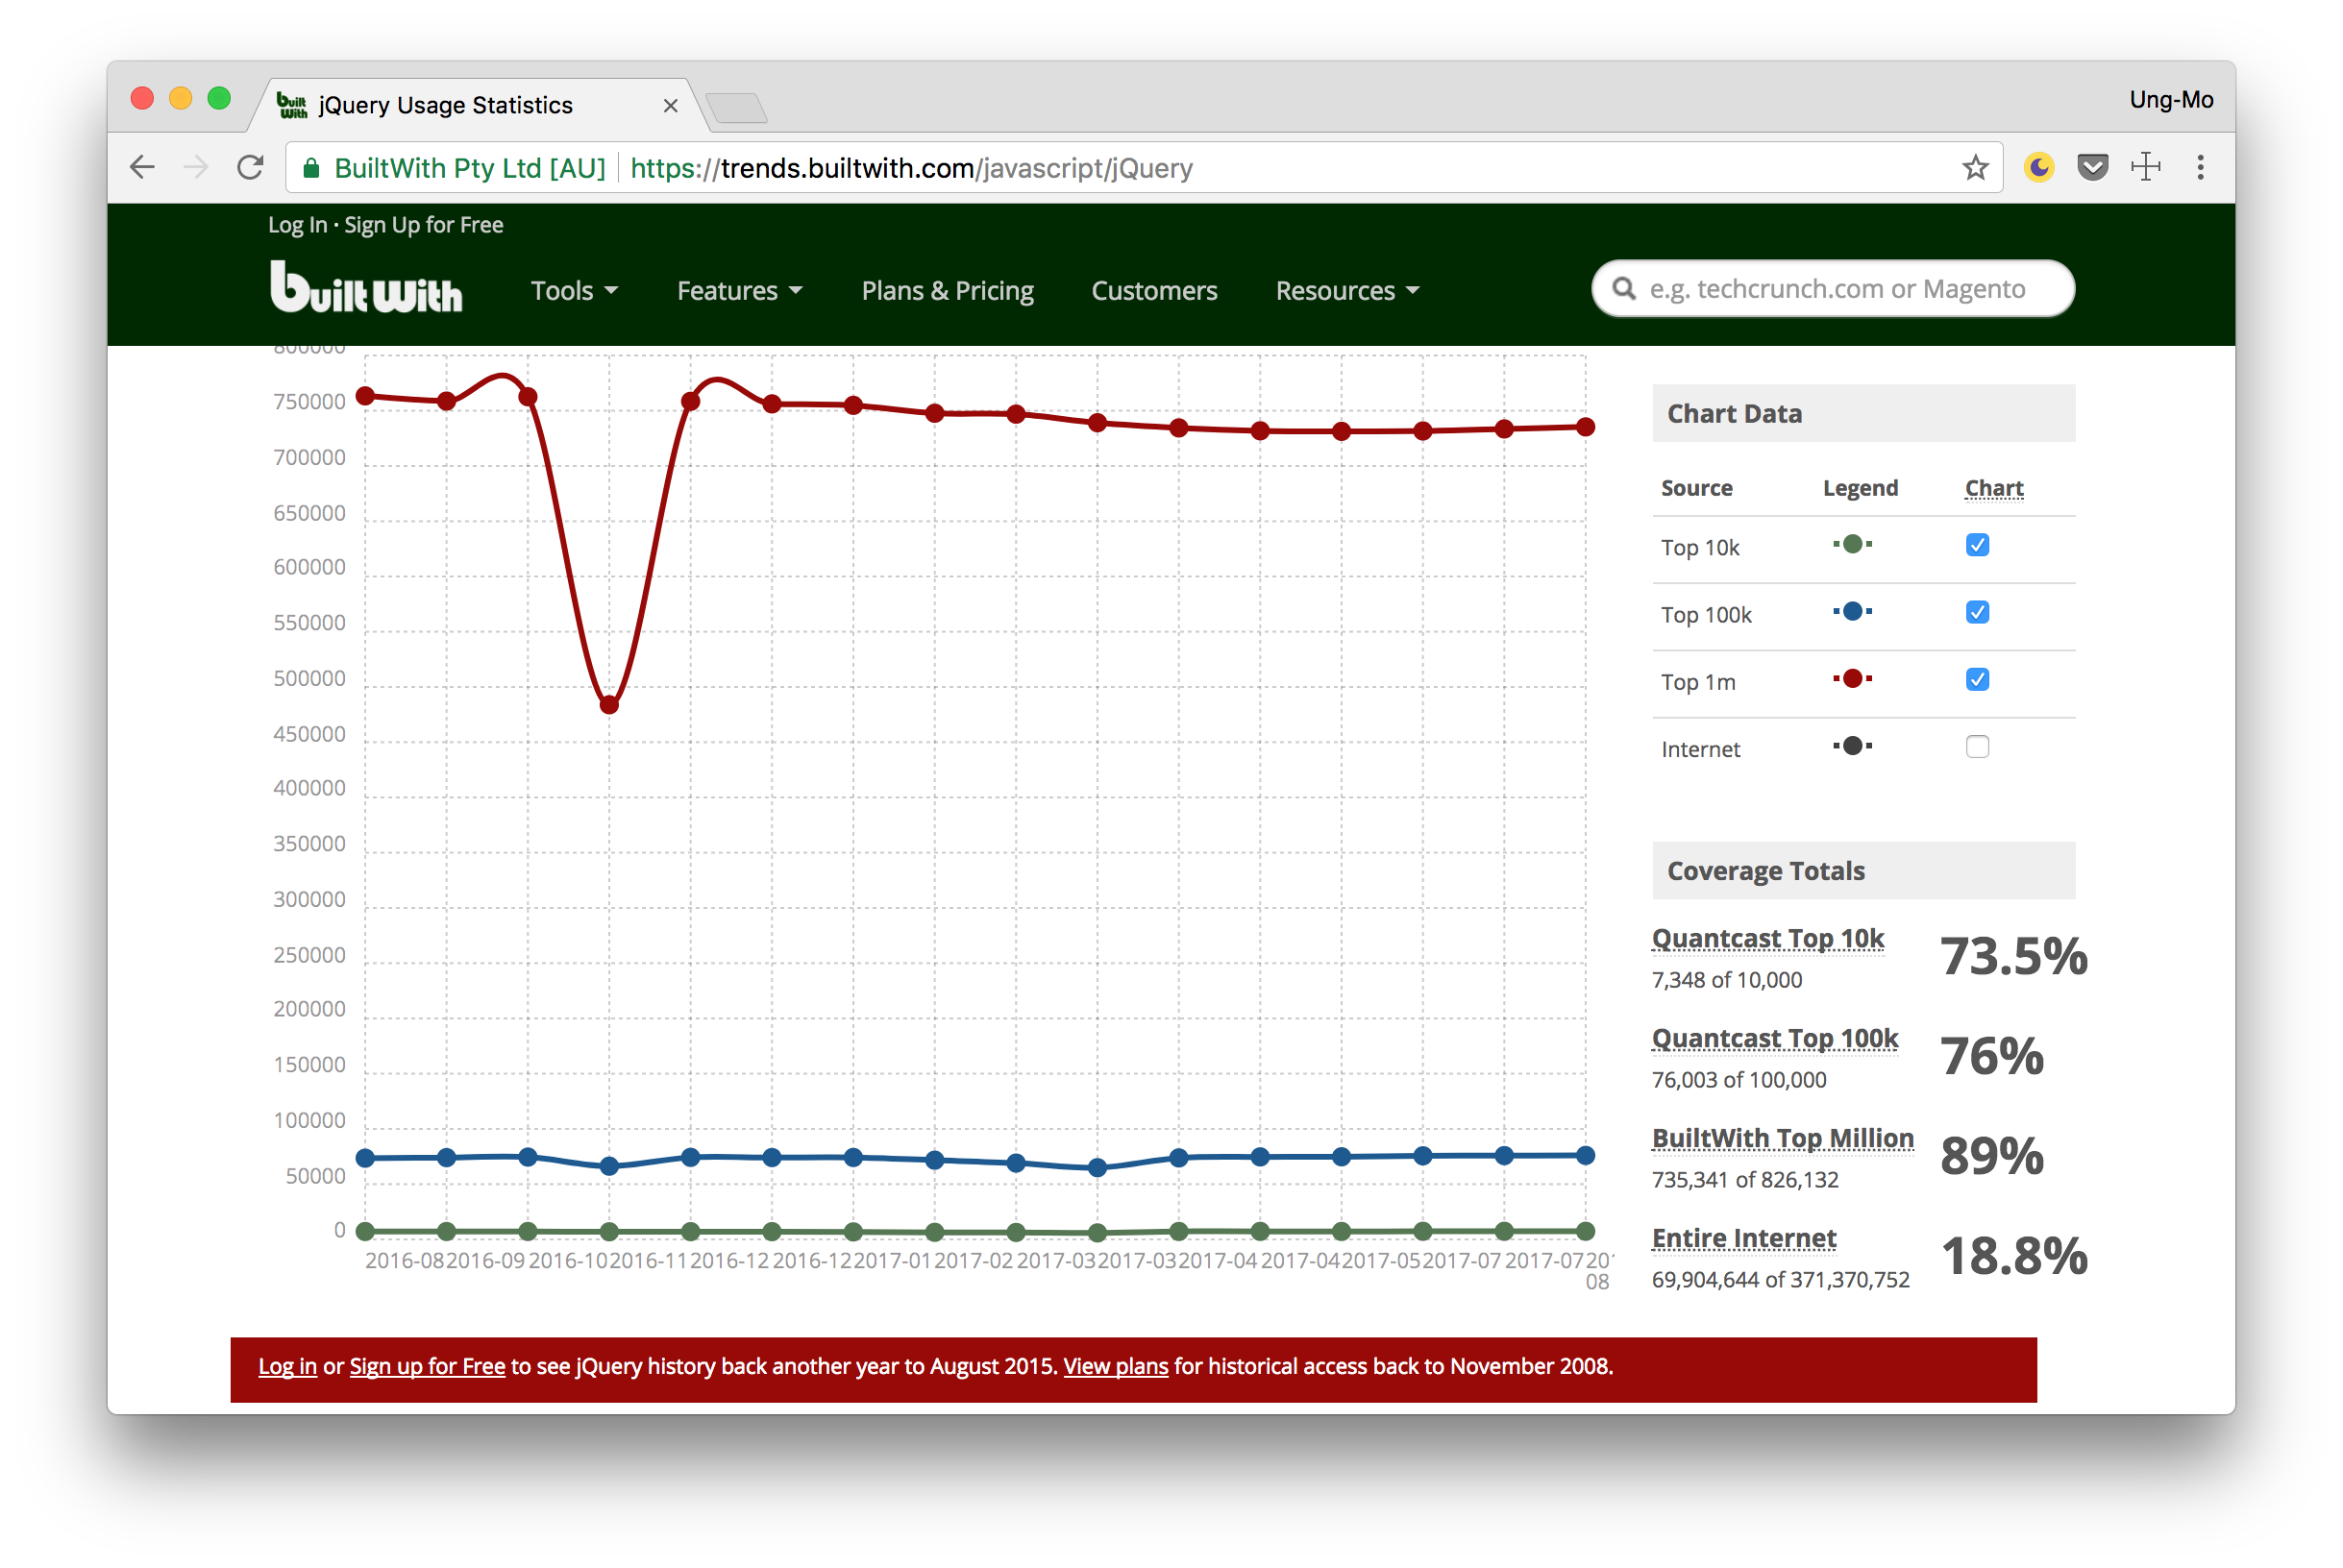 jQuery Usage Statistics
Ung-Mo
BuiltWith Pty Ltd [AU] https://trends.builtwith.com/javascript/jQuery
Log In · Sign Up for Free
built With Tools Features Plans & Pricing Customers Resources e.g. techcrunch.com or Magento
800000
750000
700000
650000
600000
550000
500000
450000
400000
350000
300000
250000
200000
150000
100000
50000
0
2016-08 2016-09 2016-10 2016-11 2016-12 2016-12 2017-01 2017-02 2017-03 2017-03 2017-04 2017-04 2017-05 2017-07 2017-07 201
08
Chart Data
Source Legend Chart
Top 10k
Top 100k
Top 1m
Internet
Coverage Totals
Quantcast Top 10k 73.5%
7,348 of 10,000
Quantcast Top 100k 76%
76,003 of 100,000
BuiltWith Top Million 89%
735,341 of 826,132
Entire Internet 18.8%
69,904,644 of 371,370,752
Log in or Sign up for Free to see jQuery history back another year to August 2015. View plans for historical access back to November 2008.